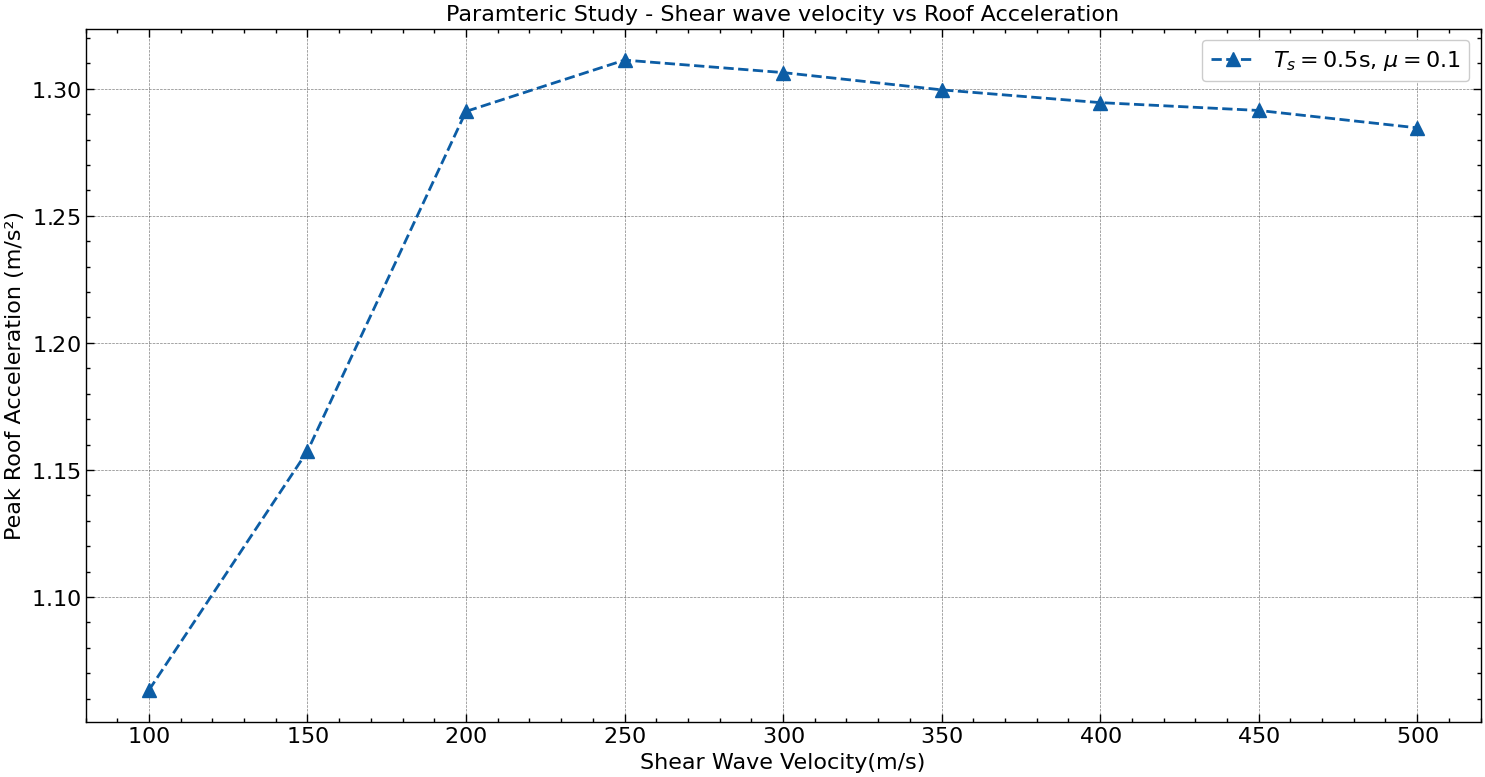 Paramteric Study - Shear wave velocity vs Roof Acceleration
T_s = 0.5s, μ = 0.1
Peak Roof Acceleration (m/s²)
1.30
1.25
1.20
1.15
1.10
100 150 200 250 300 350 400 450 500
Shear Wave Velocity(m/s)